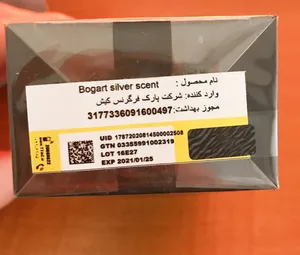 نام محصول : Bogart silver scent
وارد کننده: شرکت پارک فرگرنس کیش
مجوز بهداشت:3177336091600497
UID 17872020814500002508
GTN 03355991002319
LOT 16E27
EXP 2021/01/25